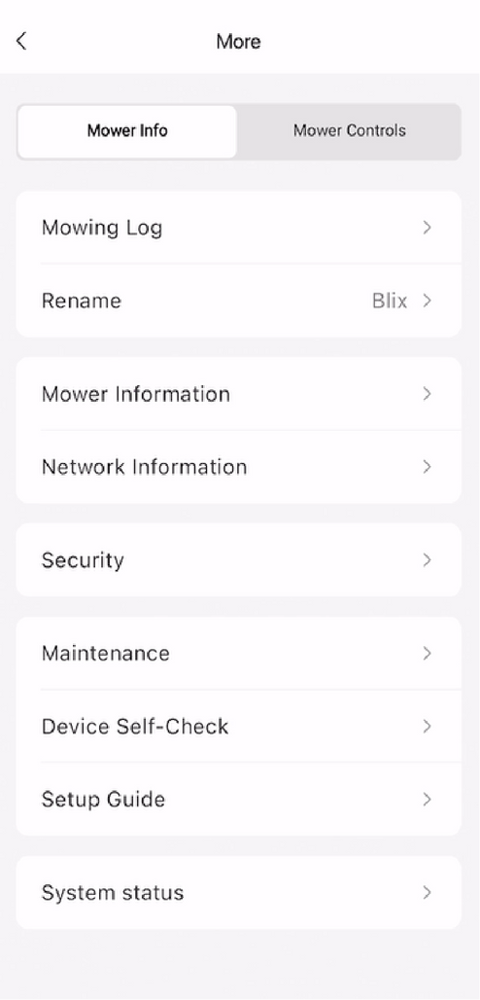 More
Mower Info
Mower Controls
Mowing Log
Rename Blix
Mower Information
Network Information
Security
Maintenance
Device Self-Check
Setup Guide
System status